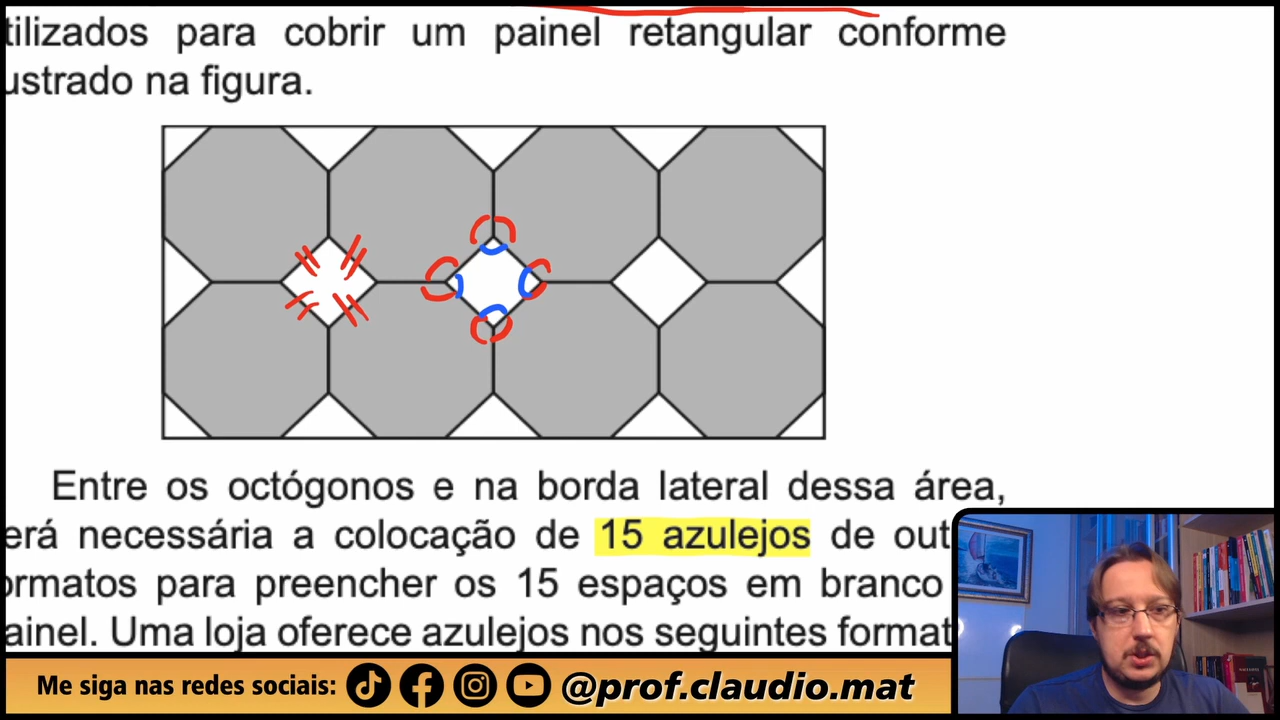 tilizados para cobrir um painel retangular conforme
ustrado na figura.
Entre os octógonos e na borda lateral dessa área,
erá necessária a colocação de 15 azulejos de out
ormatos para preencher os 15 espaços em branco
ainel. Uma loja oferece azulejos nos seguintes format
Me siga nas redes sociais: @prof.claudio.mat